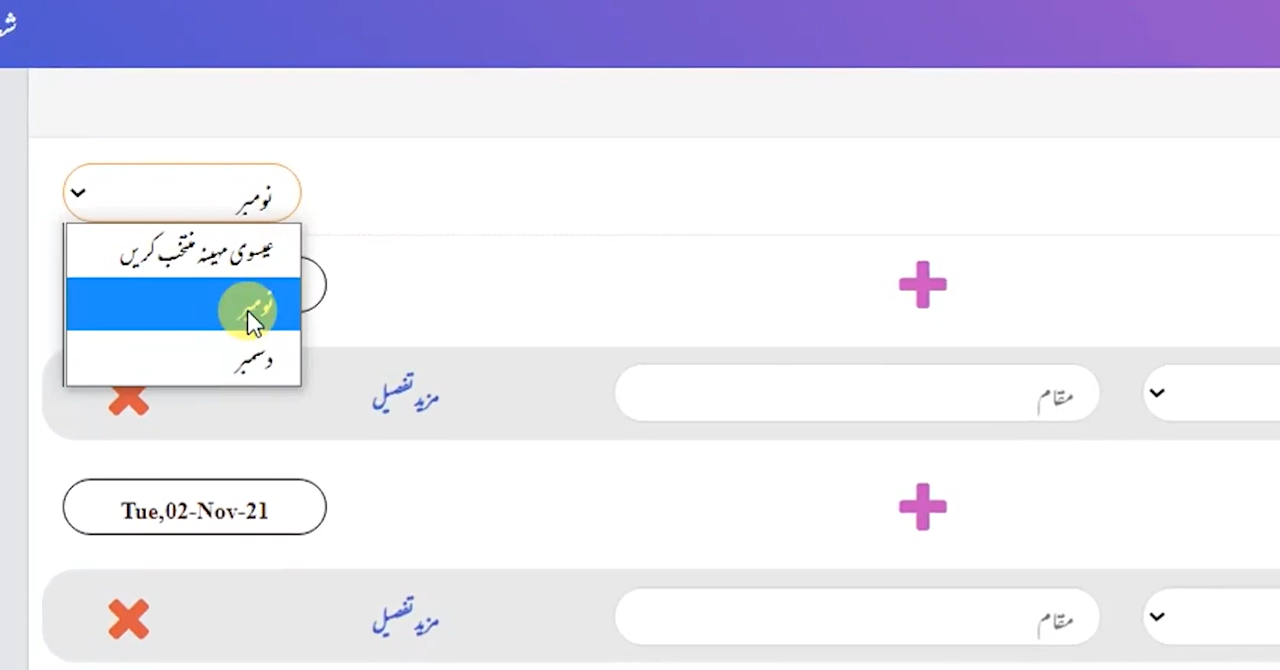 نومبر
عیسوی مہینہ منتخب کریں
نومبر
دسمبر
مقام
مزید تفصیل
Tue,02-Nov-21
مقام
مزید تفصیل